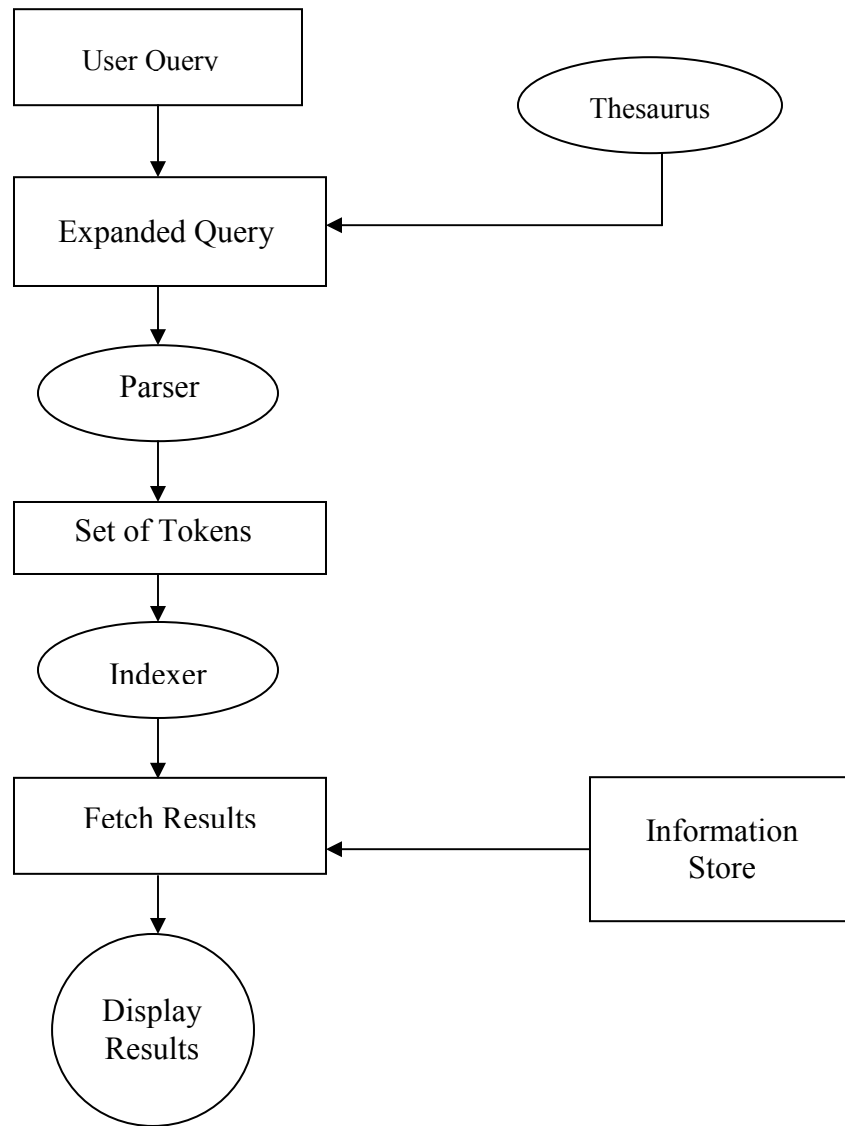 User Query
Thesaurus
Expanded Query
Parser
Set of Tokens
Indexer
Fetch Results
Information
Store
Display
Results